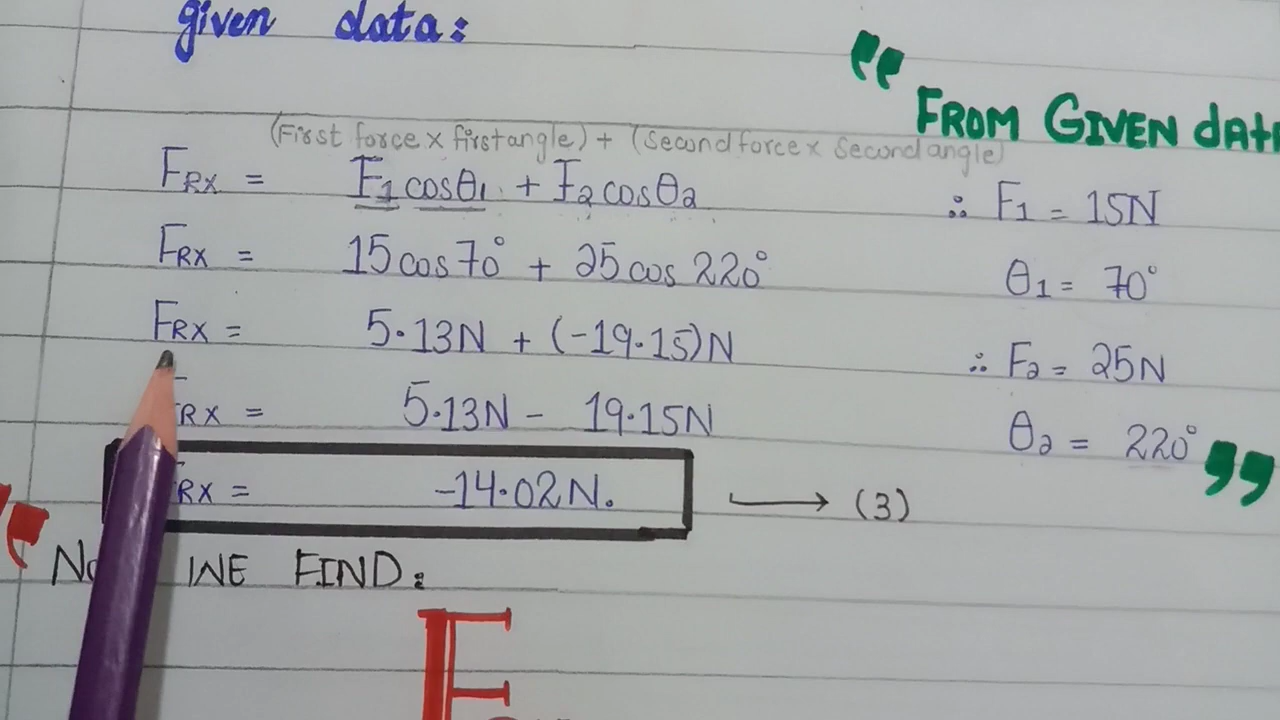 given data:
“ FROM GIVEN data
(First force x first angle) + (Second force x Second angle)
FRX = F1 cosθ1 + F2 cosθ2
∴ F1 = 15N
FRX = 15 cos 70° + 25 cos 220°
θ1 = 70°
FRX = 5.13N + (-19.15)N
∴ F2 = 25N
RX = 5.13N - 19.15N
θ2 = 220° ”
RX = -14.02N. → (3)
WE FIND:
F